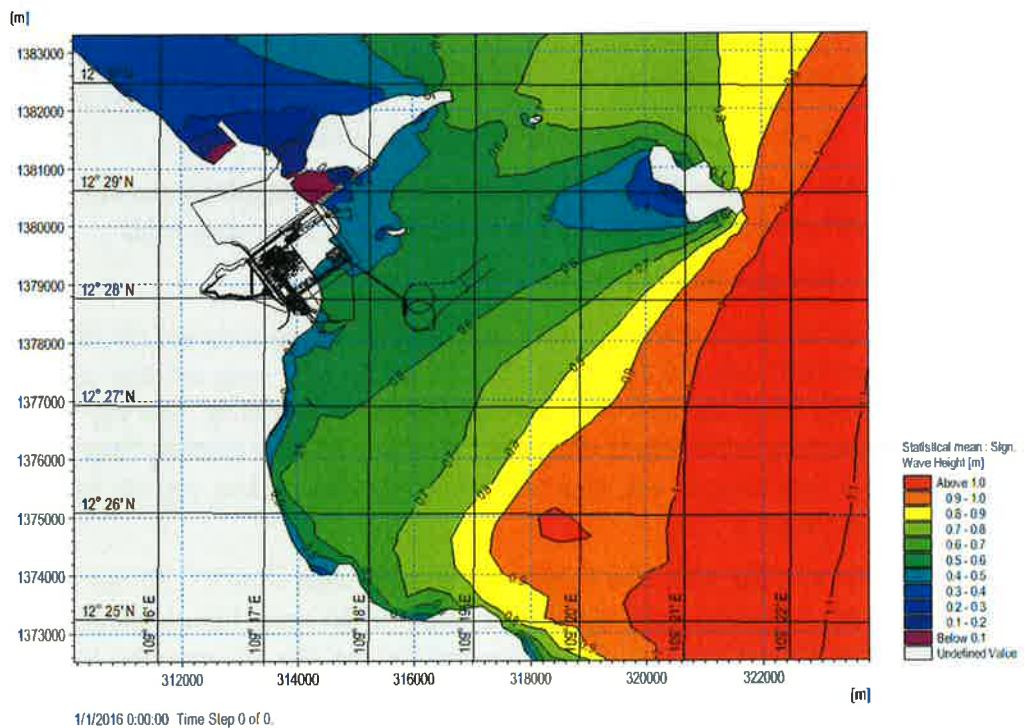 [m]
1383000
1382000
1381000
12° 29' N
1380000
1379000
12° 28' N
1378000
12° 27' N
1377000
1376000
12° 26' N
1375000
1374000
12° 25' N
1373000
109° 16' E
109° 17' E
109° 18' E
109° 19' E
109° 20' E
109° 21' E
109° 22' E
312000
314000
316000
318000
320000
322000
[m]
Statistical mean : Sign.
Wave Height [m]
Above 1.0
0.9 - 1.0
0.8 - 0.9
0.7 - 0.8
0.6 - 0.7
0.5 - 0.6
0.4 - 0.5
0.3 - 0.4
0.2 - 0.3
0.1 - 0.2
Below 0.1
Undefined Value
1/1/2016 0:00:00 Time Step 0 of 0.